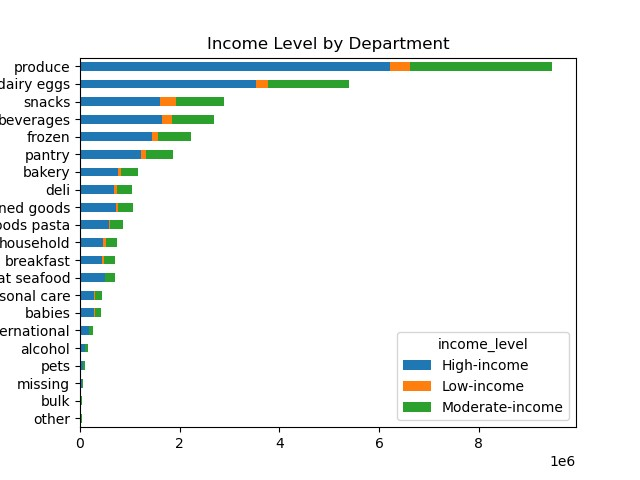 Income Level by Department
produce
dairy eggs
snacks
beverages
frozen
pantry
bakery
deli
ned goods
ods pasta
household
breakfast
at seafood
sonal care
babies
ernational
alcohol
pets
missing
bulk
other
income_level
High-income
Low-income
Moderate-income
0 2 4 6 8
1e6